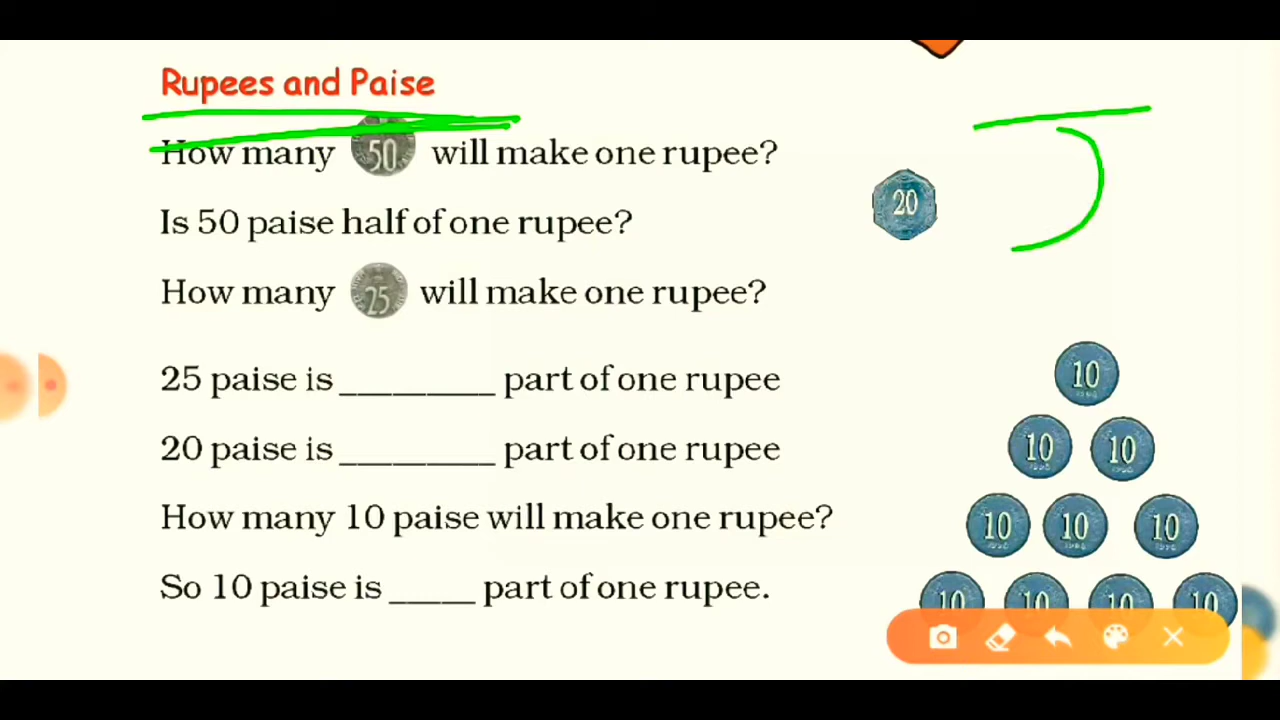 Rupees and Paise
How many 50 will make one rupee?
20
Is 50 paise half of one rupee?
How many 25 will make one rupee?
25 paise is _________ part of one rupee
10
20 paise is _________ part of one rupee
10 10
How many 10 paise will make one rupee?
10 10 10
So 10 paise is _____ part of one rupee.
10 10 10 10